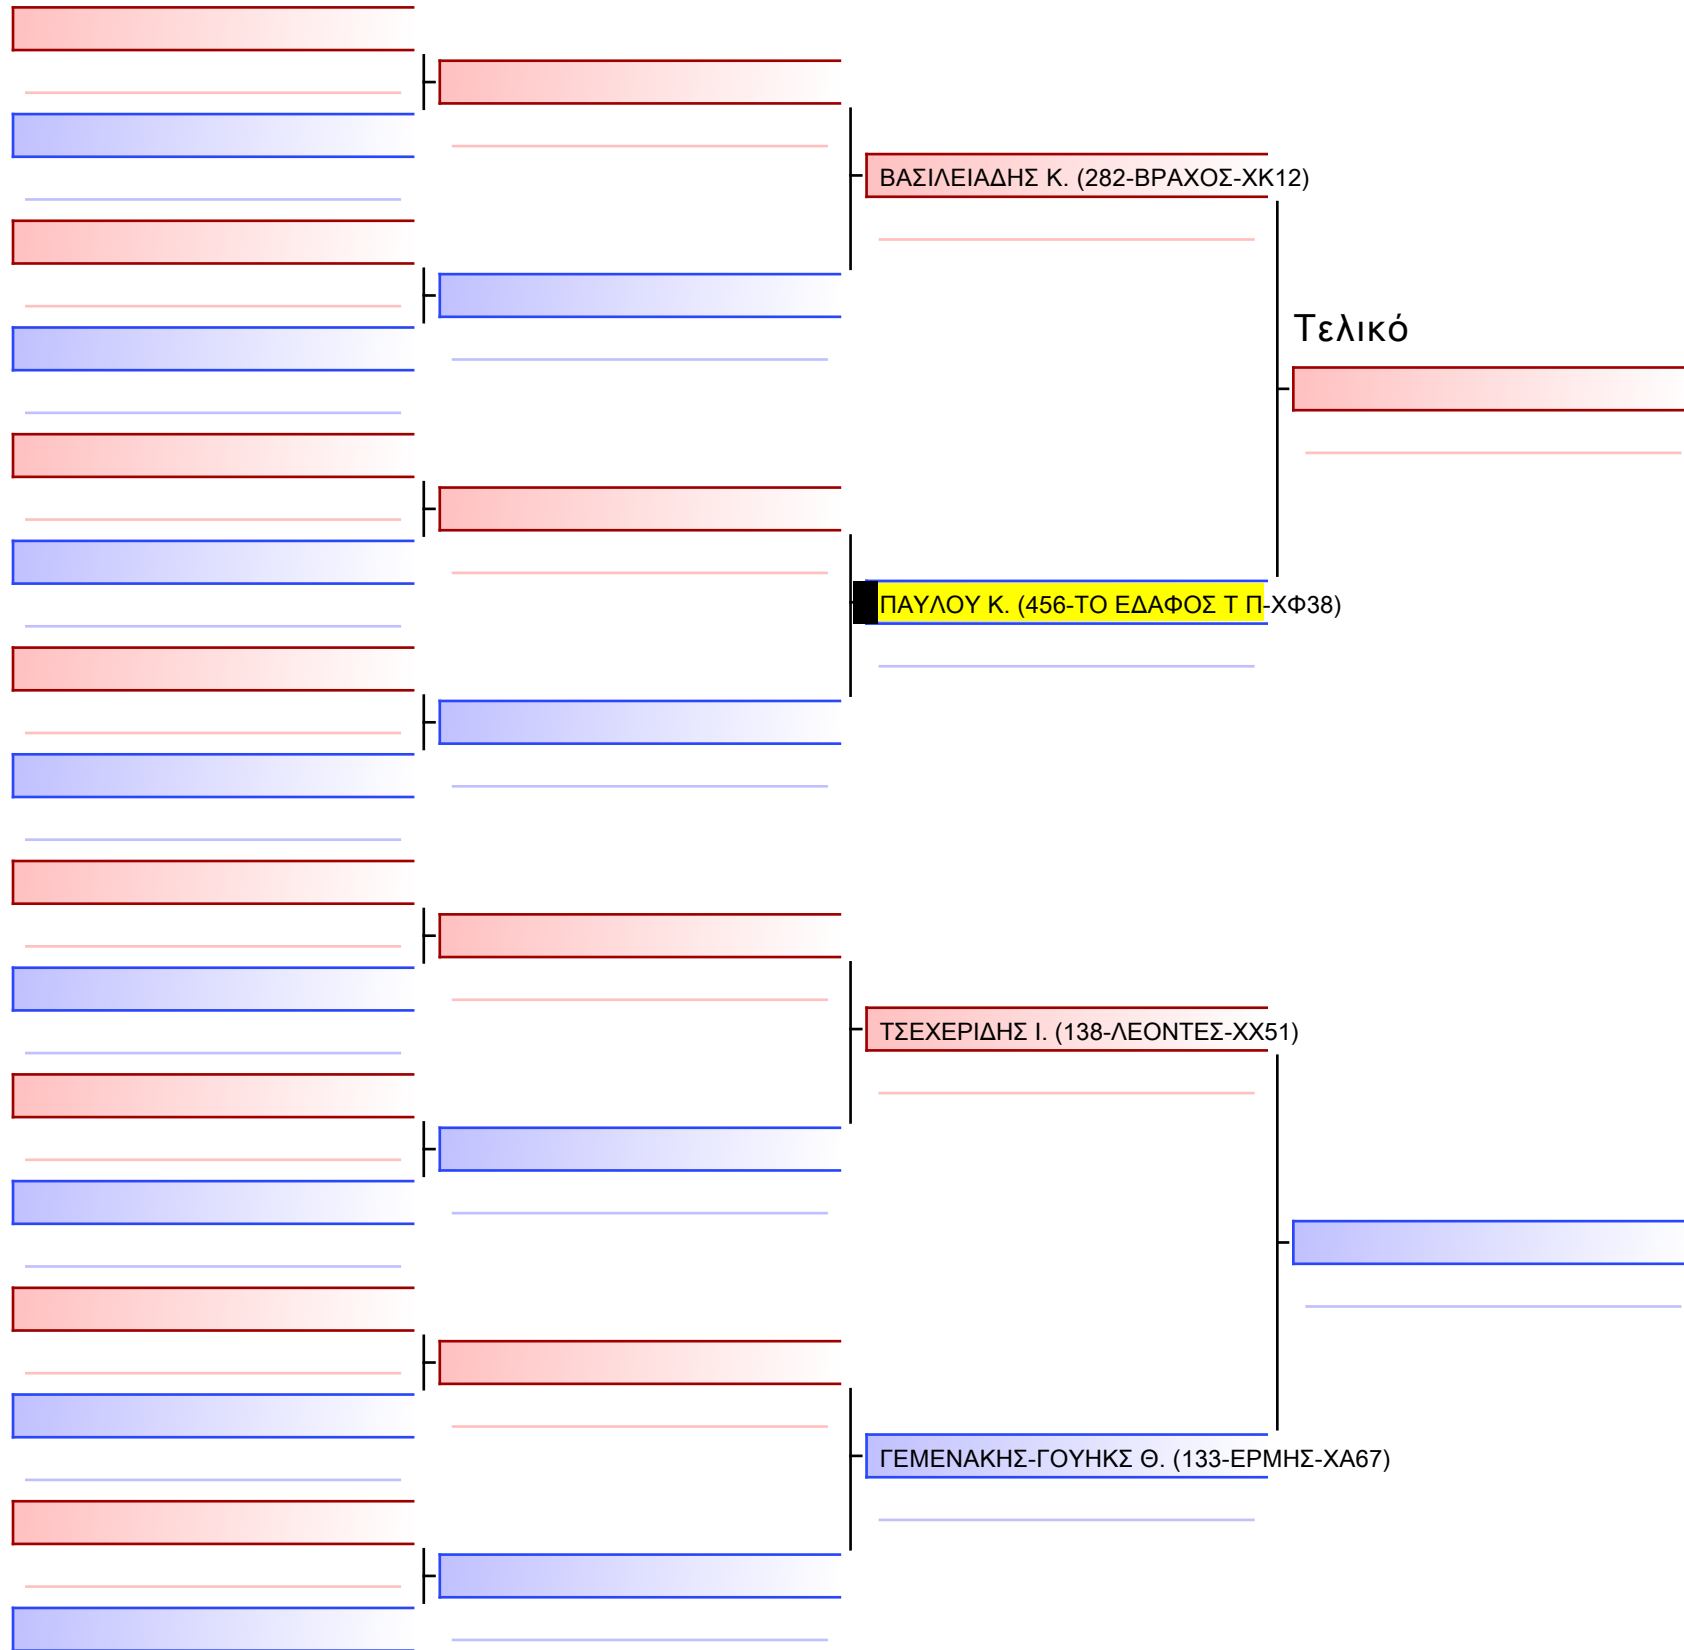 ΒΑΣΙΛΕΙΑΔΗΣ Κ. (282-ΒΡΑΧΟΣ-ΧΚ12)
Τελικό
ΠΑΥΛΟΥ Κ. (456-ΤΟ ΕΔΑΦΟΣ Τ Π-ΧΦ38)
ΤΣΕΧΕΡΙΔΗΣ Ι. (138-ΛΕΟΝΤΕΣ-ΧΧ51)
ΓΕΜΕΝΑΚΗΣ-ΓΟΥΗΚΣ Θ. (133-ΕΡΜΗΣ-ΧΑ67)